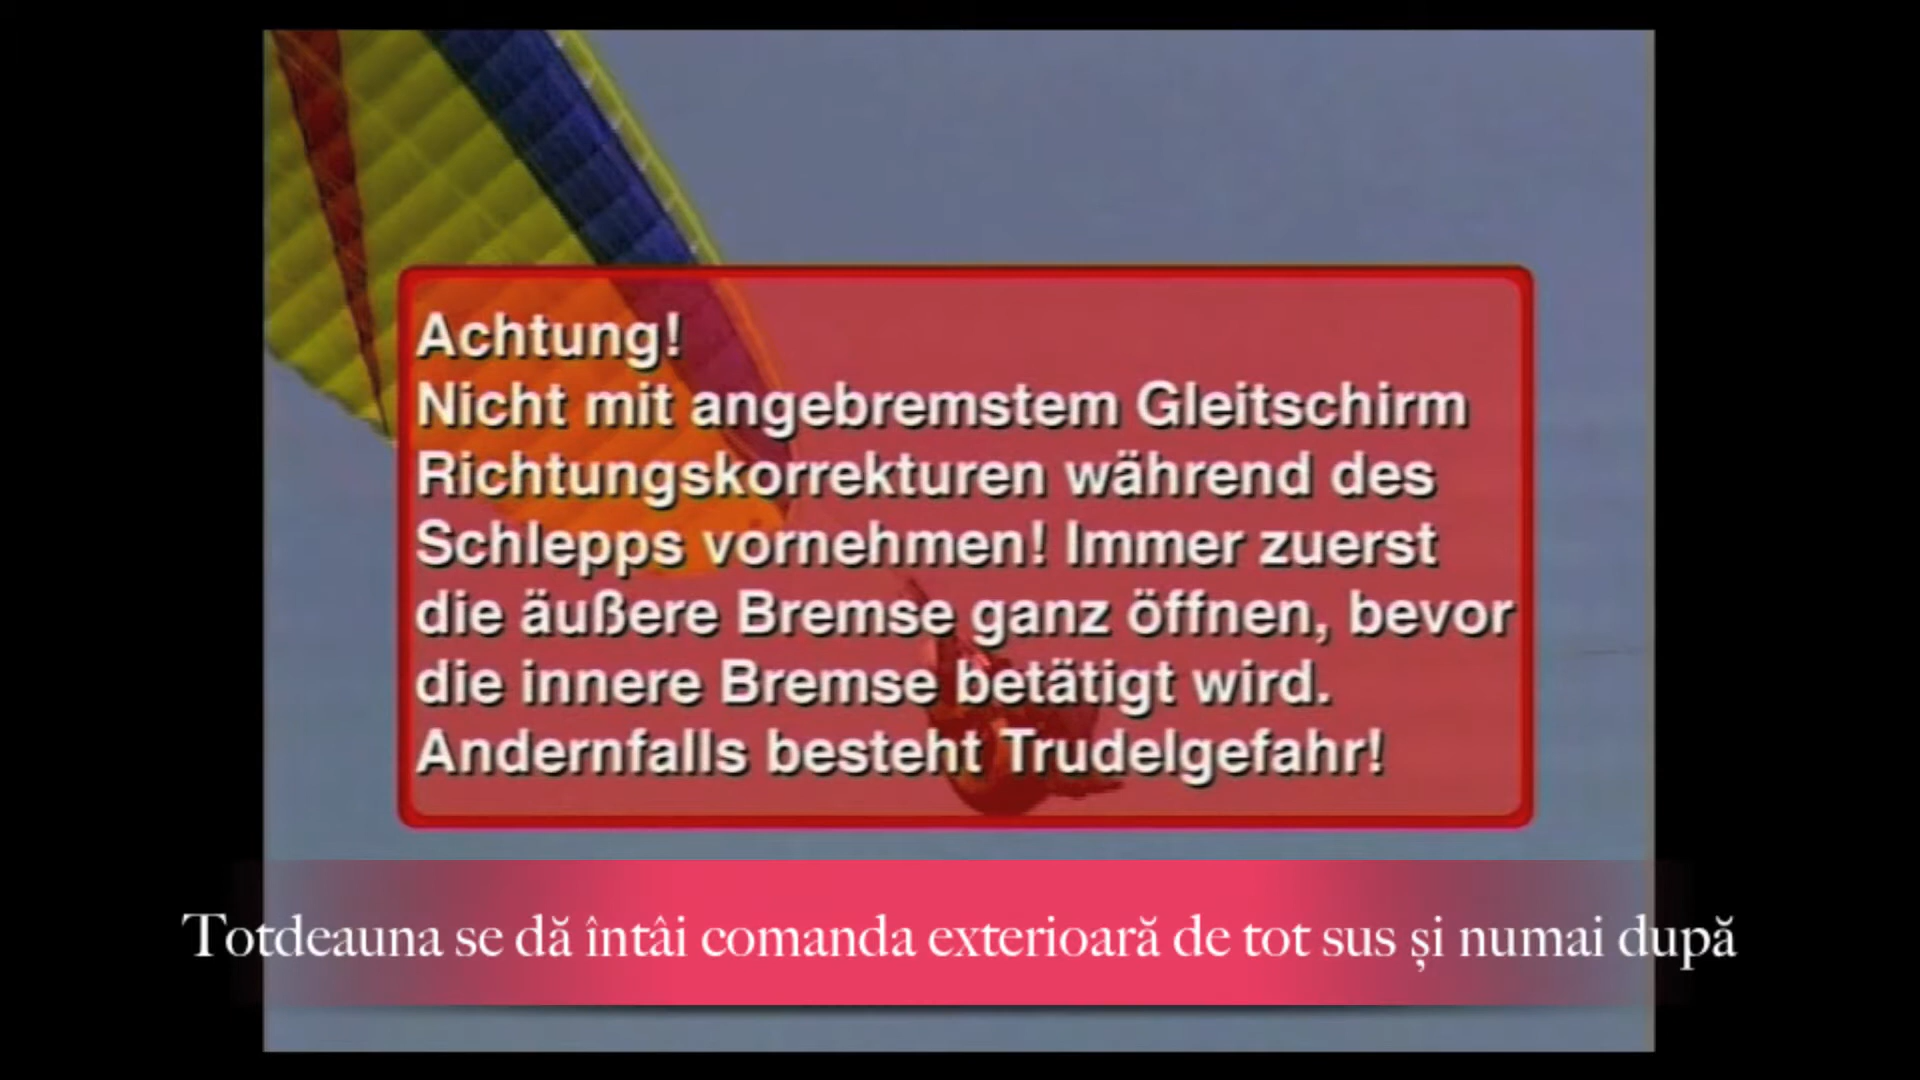 Achtung!
Nicht mit angebremstem Gleitschirm
Richtungskorrekturen während des
Schlepps vornehmen! Immer zuerst
die äußere Bremse ganz öffnen, bevor
die innere Bremse betätigt wird.
Andernfalls besteht Trudelgefahr!
Totdeauna se dă întâi comanda exterioară de tot sus și numai după